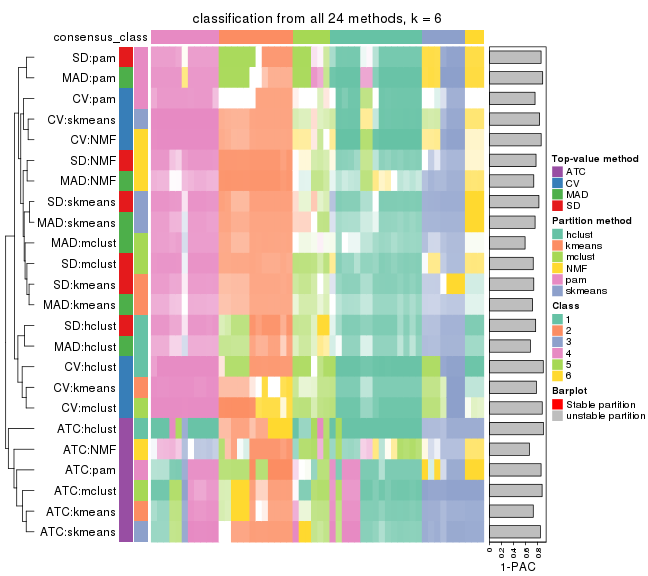 classification from all 24 methods, k = 6
consensus_class
SD:pam
MAD:pam
CV:pam
CV:skmeans
CV:NMF
SD:NMF
MAD:NMF
SD:skmeans
MAD:skmeans
MAD:mclust
SD:mclust
SD:kmeans
MAD:kmeans
SD:hclust
MAD:hclust
CV:hclust
CV:kmeans
CV:mclust
ATC:hclust
ATC:NMF
ATC:pam
ATC:mclust
ATC:kmeans
ATC:skmeans
0
0.2
0.4
0.6
0.8
1-PAC
Top-value method
ATC
CV
MAD
SD
Partition method
hclust
kmeans
mclust
NMF
pam
skmeans
Class
1
2
3
4
5
6
Barplot
Stable partition
unstable partition